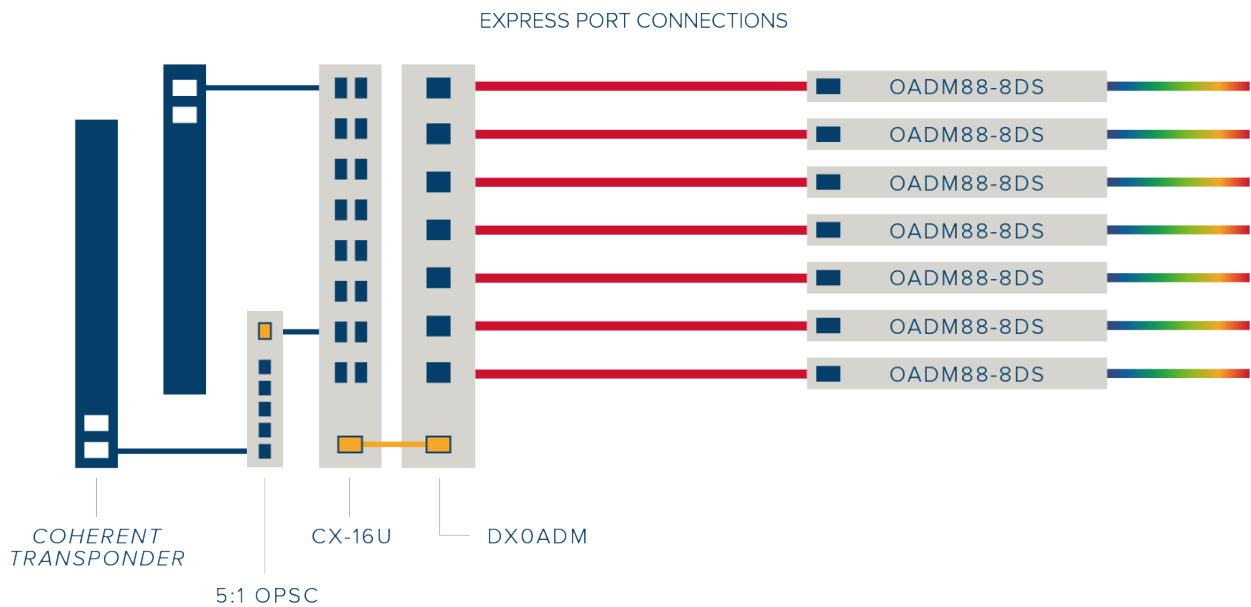 EXPRESS PORT CONNECTIONS
OADM88-8DS
OADM88-8DS
OADM88-8DS
OADM88-8DS
OADM88-8DS
OADM88-8DS
OADM88-8DS
COHERENT
TRANSPONDER
CX-16U
DX0ADM
5:1 OPSC